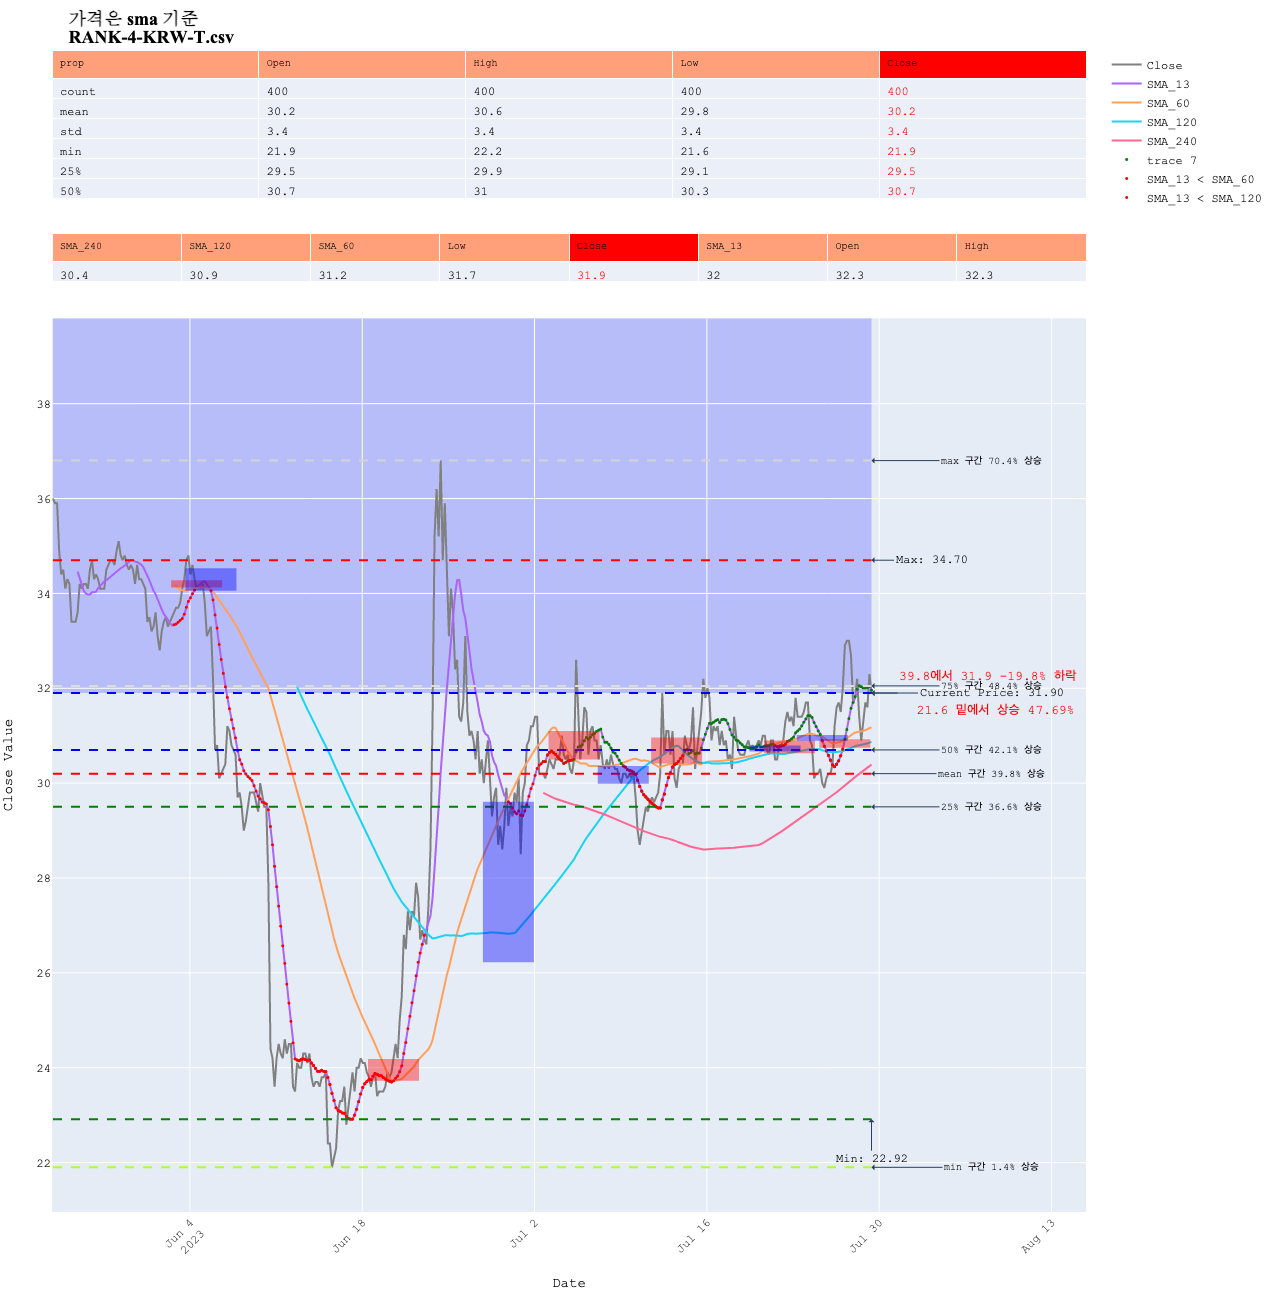 가격은 sma 기준
RANK-4-KRW-T.csv
prop Open High Low Close
count 400 400 400 400
mean 30.2 30.6 29.8 30.2
std 3.4 3.4 3.4 3.4
min 21.9 22.2 21.6 21.9
25% 29.5 29.9 29.1 29.5
50% 30.7 31 30.3 30.7
Close
SMA_13
SMA_60
SMA_120
SMA_240
trace 7
SMA_13 < SMA_60
SMA_13 < SMA_120
SMA_240 SMA_120 SMA_60 Low Close SMA_13 Open High
30.4 30.9 31.2 31.7 31.9 32 32.3 32.3
Close Value
38
36
34
32
30
28
26
24
22
max 구간 70.4% 상승
Max: 34.70
39.8에서 31.9 -19.8% 하락
75% 구간 48.4% 상승
Current Price: 31.90
21.6 밑에서 상승 47.69%
50% 구간 42.1% 상승
mean 구간 39.8% 상승
25% 구간 36.6% 상승
Min: 22.92
min 구간 1.4% 상승
Jun 4
2023
Jun 18
Jul 2
Jul 16
Jul 30
Aug 13
Date